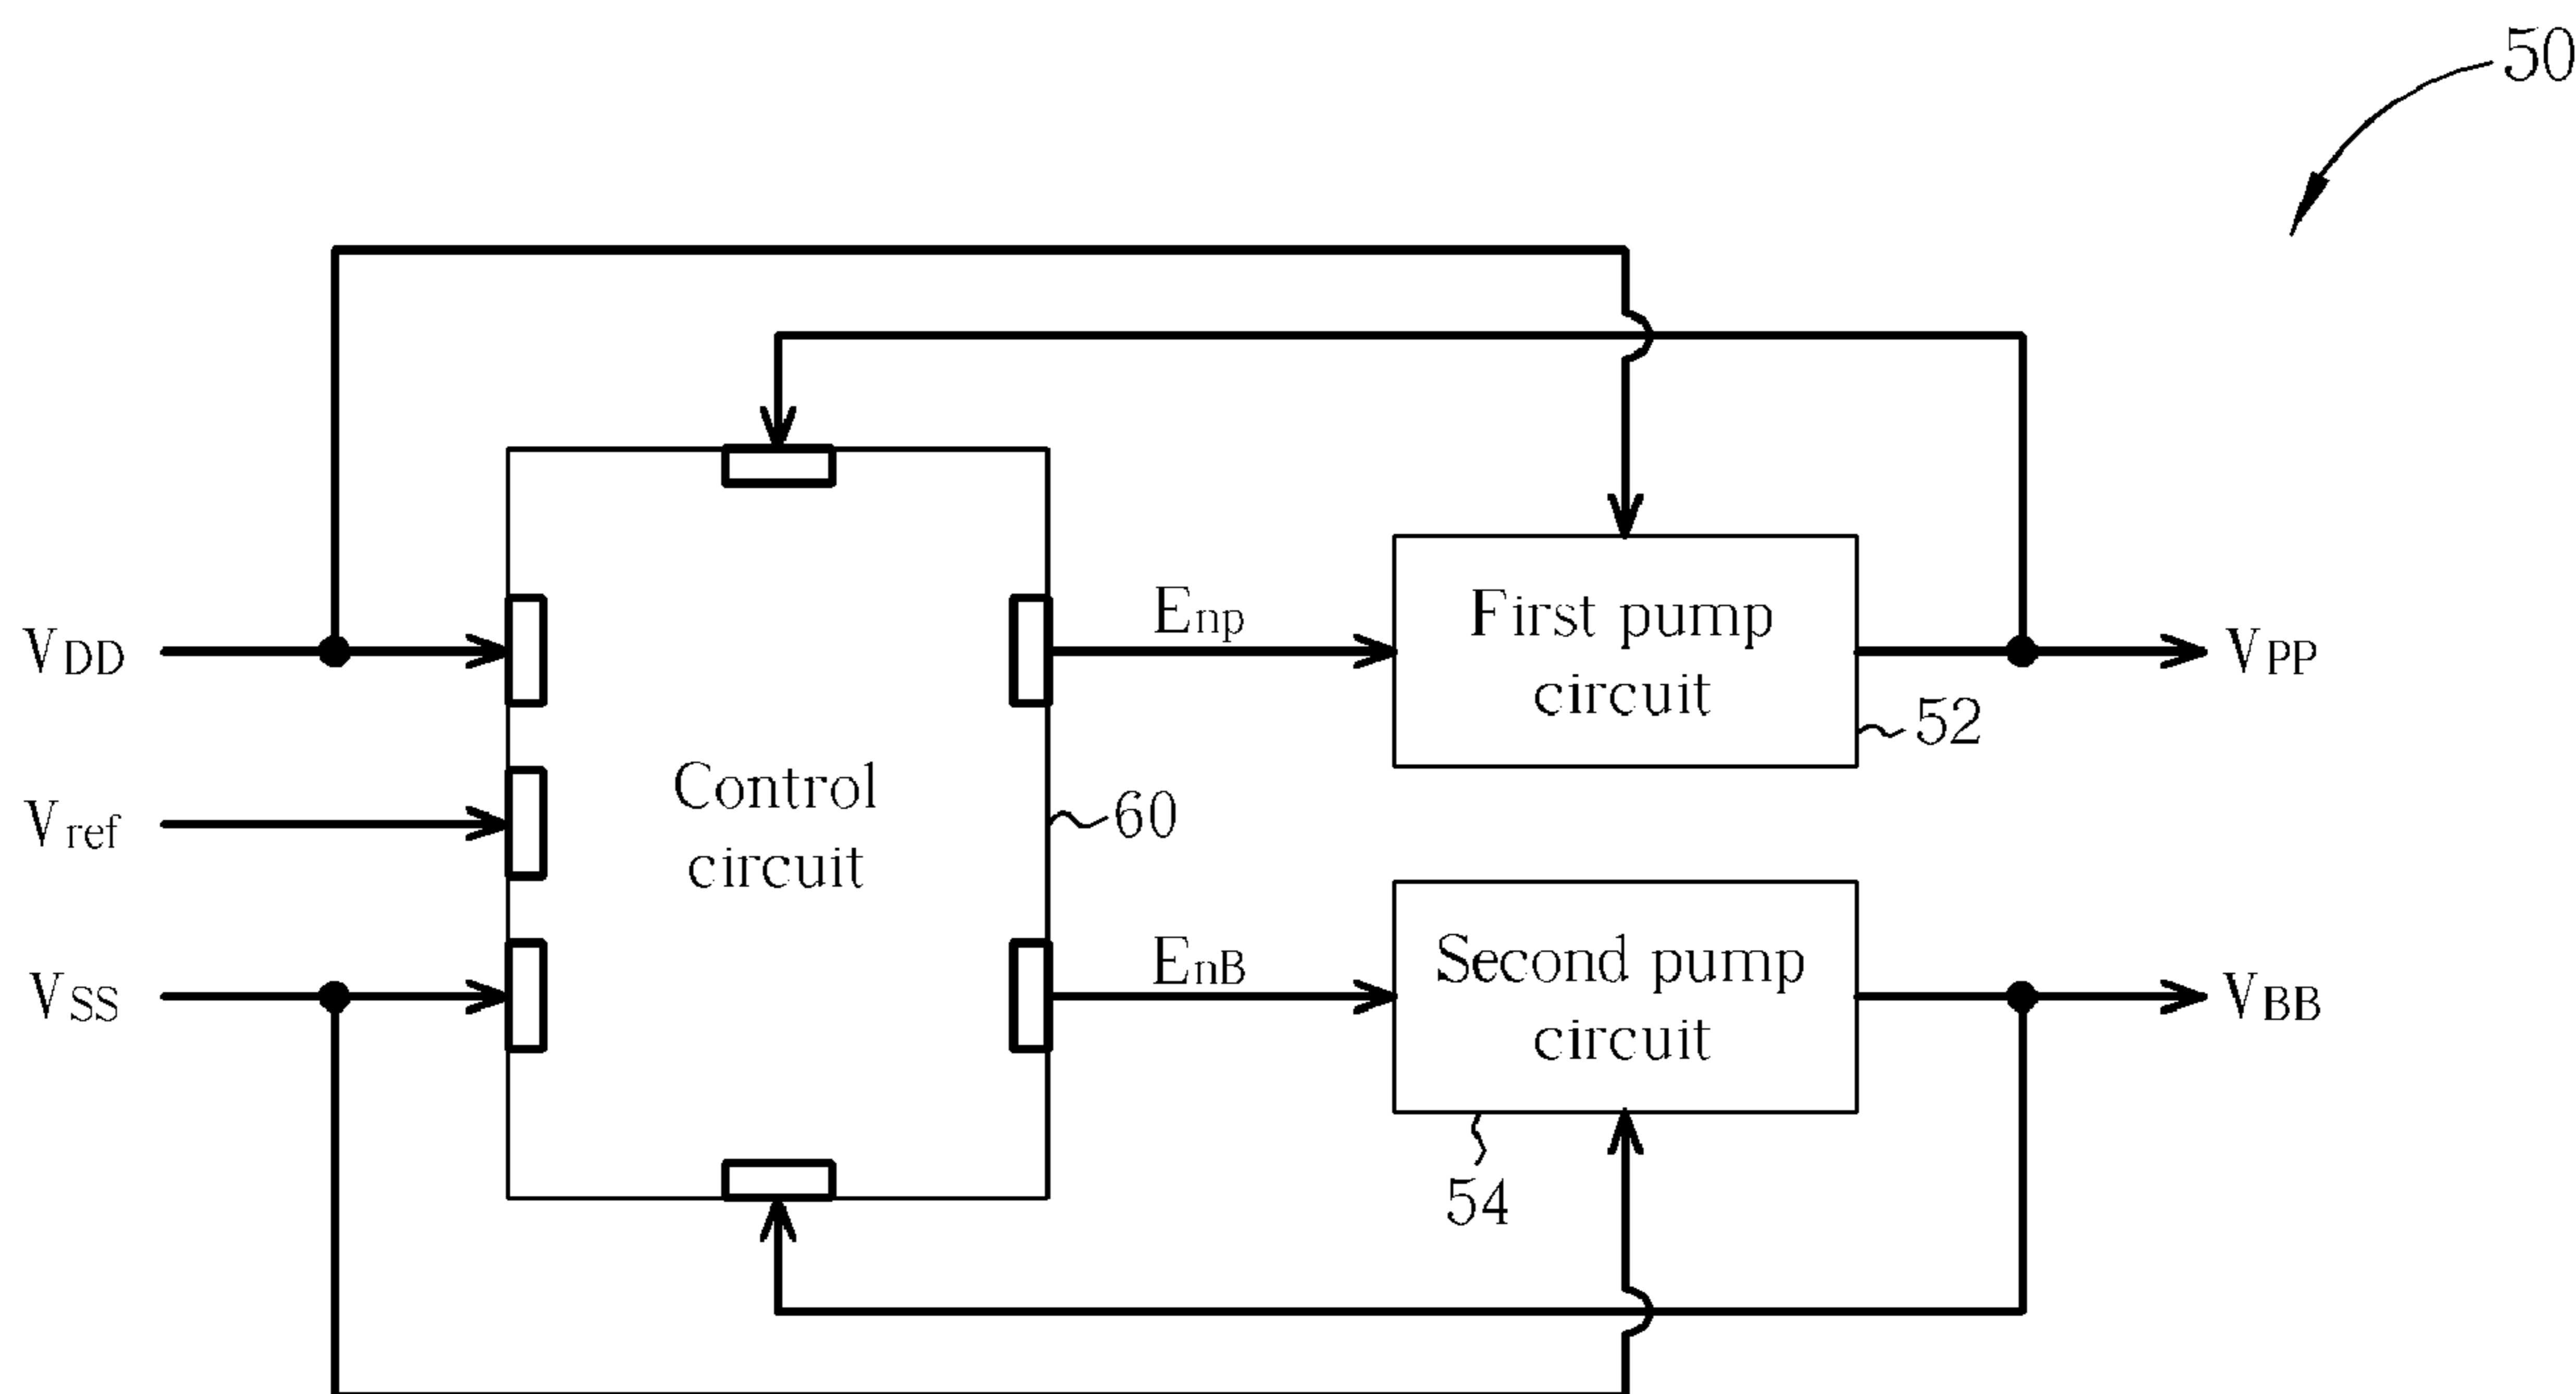 50
VDD
Vref
VSS
Control
circuit
60
Enp
First pump
circuit
52
VPP
EnB
Second pump
circuit
54
VBB